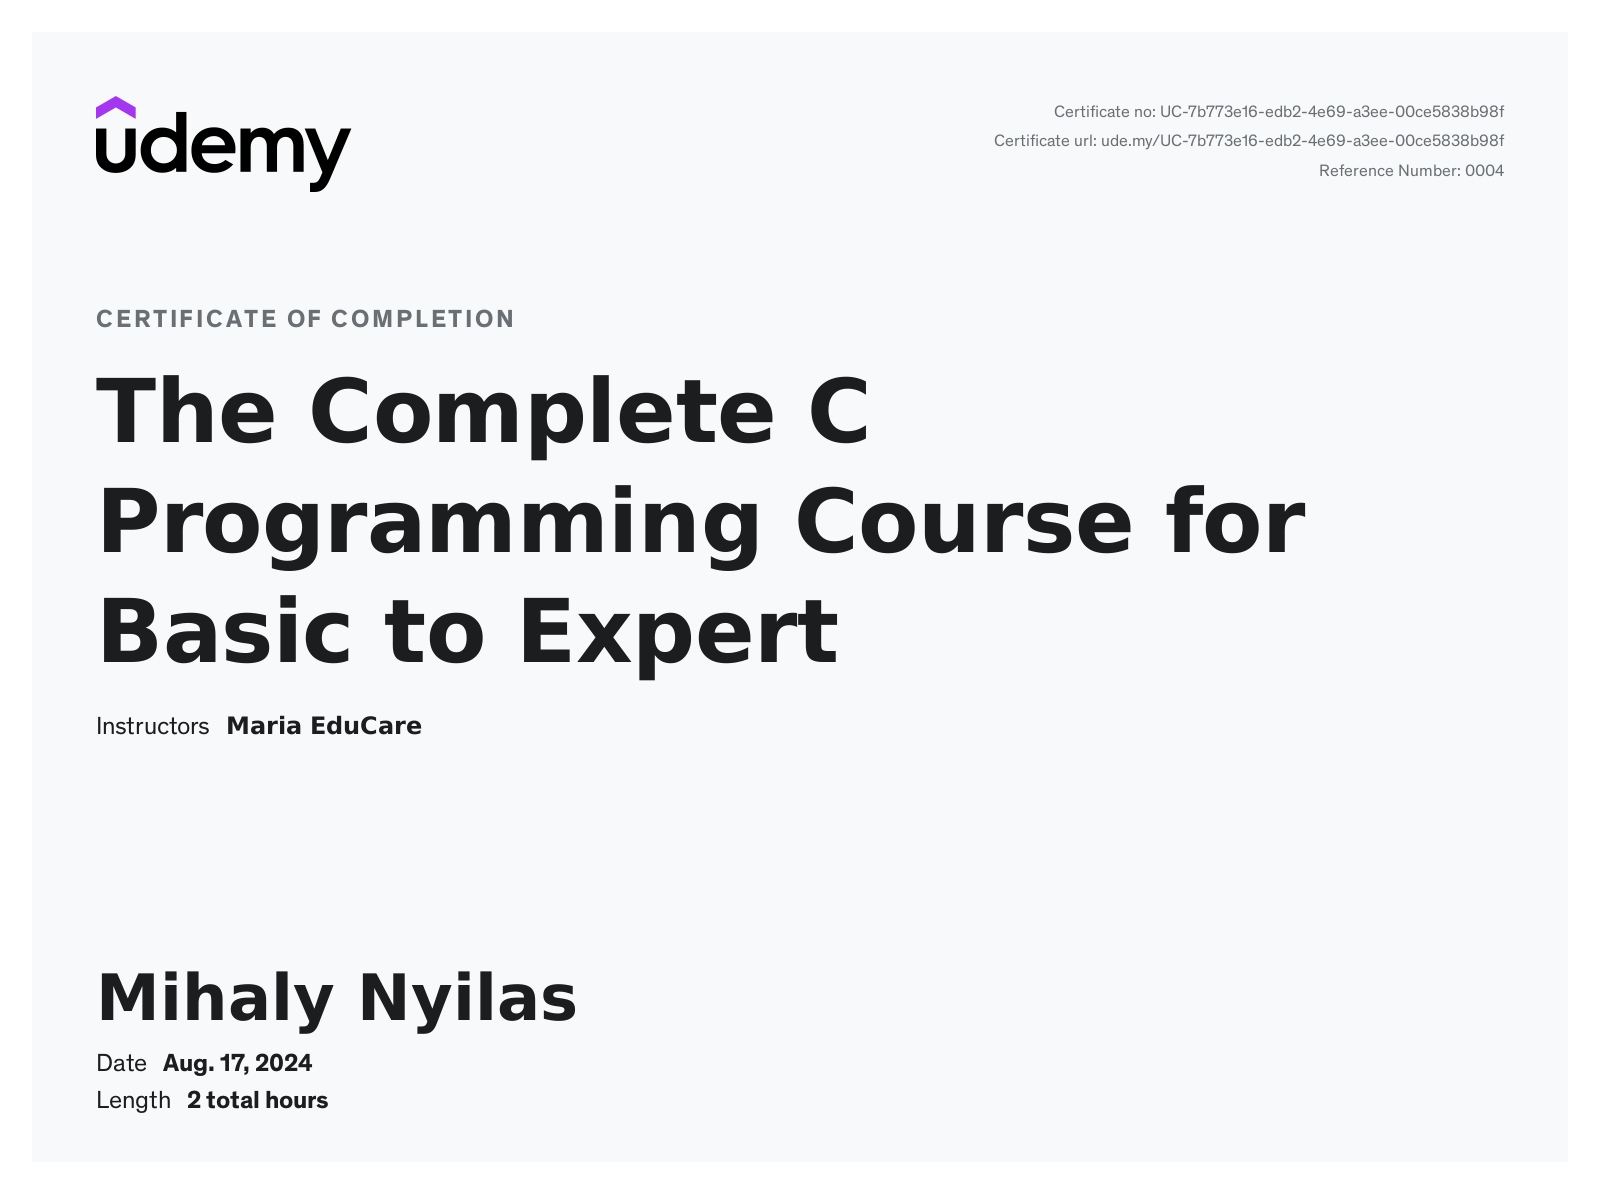 udemy
Certificate no: UC-7b773e16-edb2-4e69-a3ee-00ce5838b98f
Certificate url: ude.my/UC-7b773e16-edb2-4e69-a3ee-00ce5838b98f
Reference Number: 0004
CERTIFICATE OF COMPLETION
The Complete C
Programming Course for
Basic to Expert
Instructors Maria EduCare
Mihaly Nyilas
Date Aug. 17, 2024
Length 2 total hours